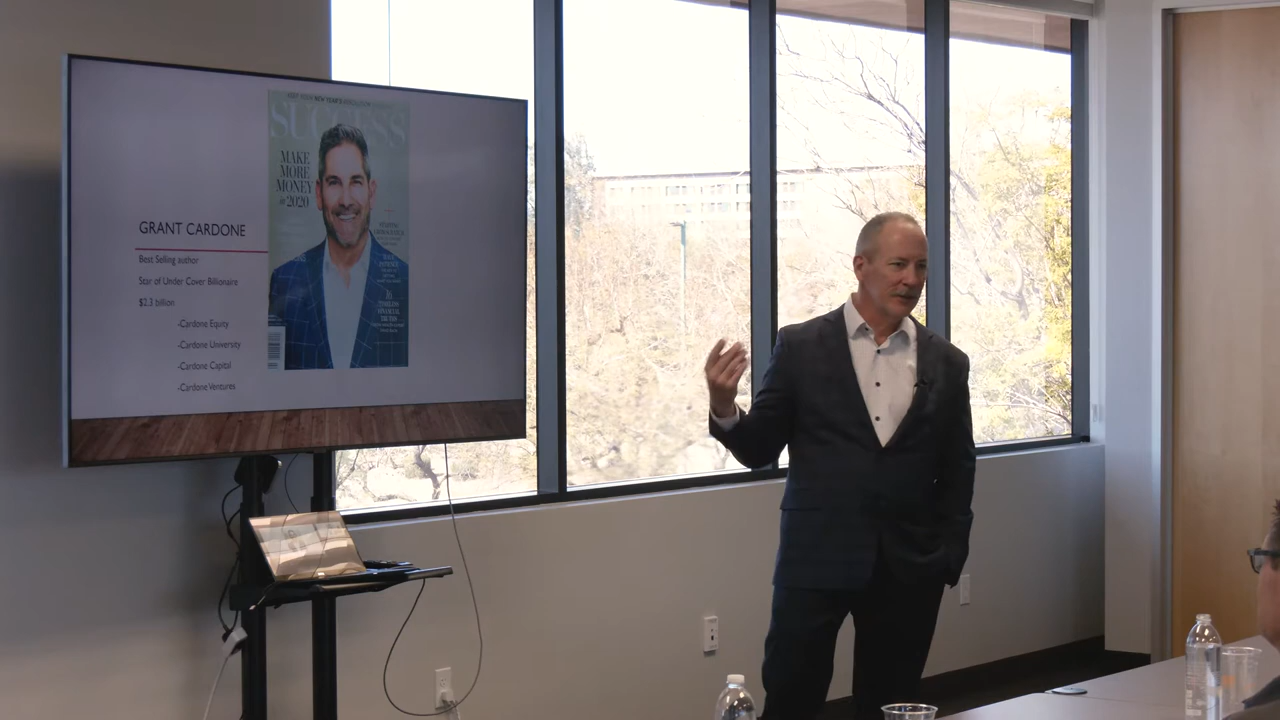 SUCCESS
MAKE
MORE
MONEY
in 2020
GRANT CARDONE
Best Selling author
Star of Under Cover Billionaire
$2.3 billion
-Cardone Equity
-Cardone University
-Cardone Capital
-Cardone Ventures